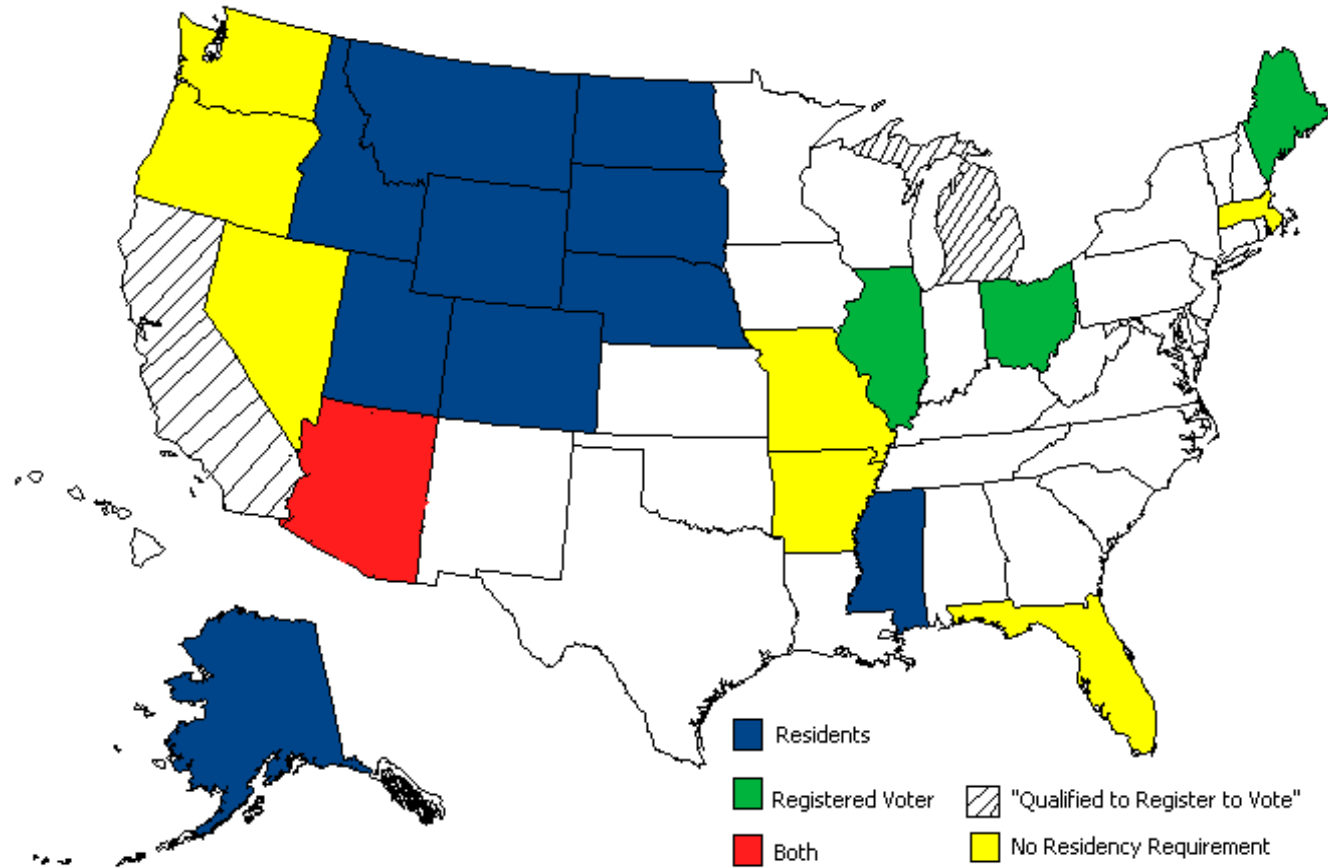 Residents
Registered Voter
"Qualified to Register to Vote"
Both
No Residency Requirement